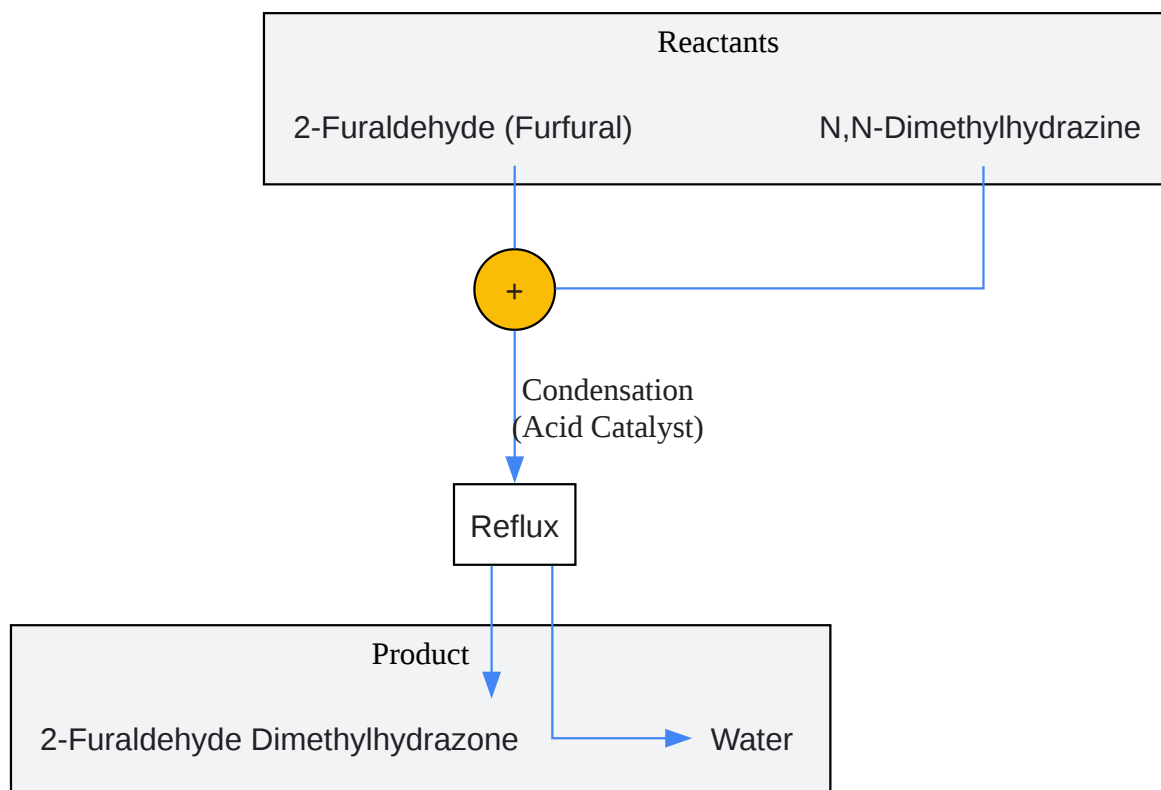 Reactants
2-Furaldehyde (Furfural)
N,N-Dimethylhydrazine
+
Condensation
(Acid Catalyst)
Reflux
Product
2-Furaldehyde Dimethylhydrazone
Water